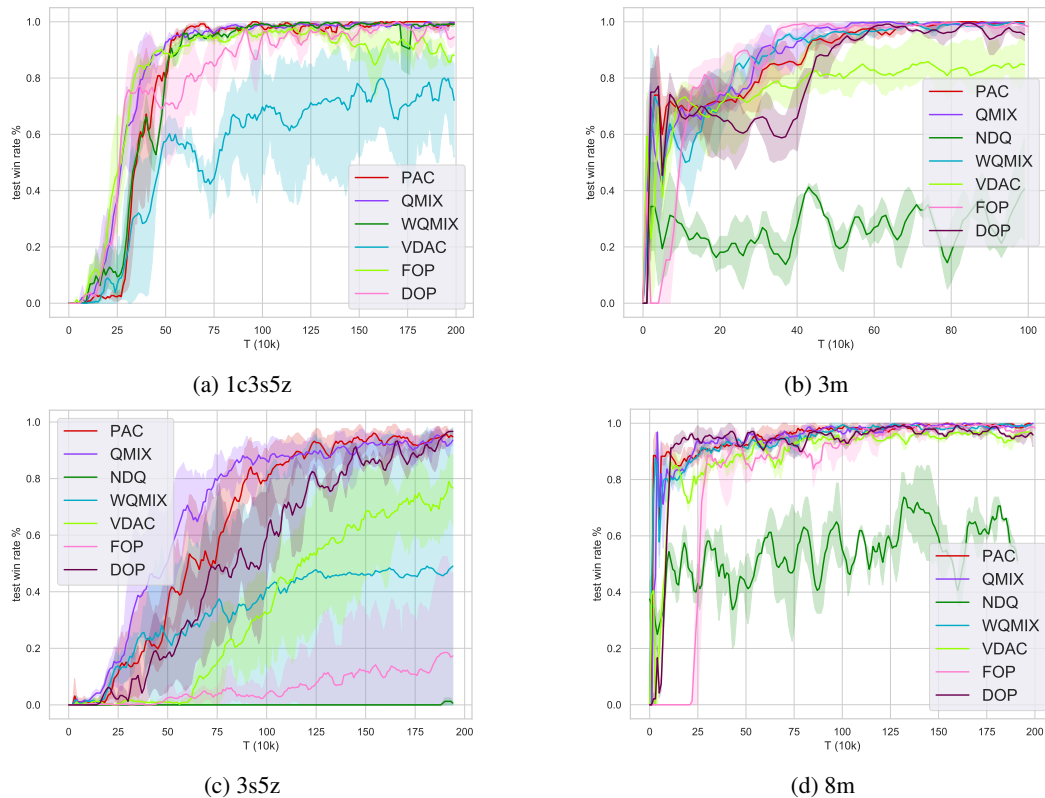 1.0
0.8
0.6
0.4
0.2
0.0
test win rate %
PAC
QMIX
WQMIX
VDAC
FOP
DOP
0 25 50 75 100 125 150 175 200
T (10k)
(a) 1c3s5z
1.0
0.8
0.6
0.4
0.2
0.0
test win rate %
PAC
QMIX
NDQ
WQMIX
VDAC
FOP
DOP
0 20 40 60 80 100
T (10k)
(b) 3m
1.0
0.8
0.6
0.4
0.2
0.0
test win rate %
PAC
QMIX
NDQ
WQMIX
VDAC
FOP
DOP
0 25 50 75 100 125 150 175 200
T (10k)
(c) 3s5z
1.0
0.8
0.6
0.4
0.2
0.0
test win rate %
PAC
QMIX
NDQ
WQMIX
VDAC
FOP
DOP
0 25 50 75 100 125 150 175 200
T (10k)
(d) 8m